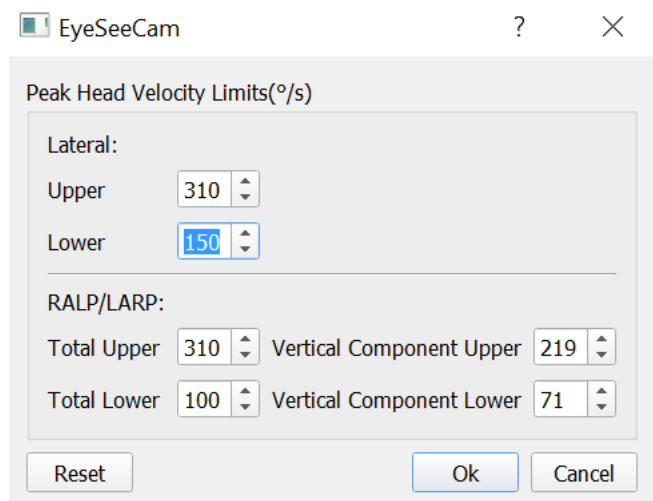 EyeSeeCam ?
Peak Head Velocity Limits(°/s)
Lateral:
Upper 310
Lower 150
RALP/LARP:
Total Upper 310 Vertical Component Upper 219
Total Lower 100 Vertical Component Lower 71
Reset Ok Cancel